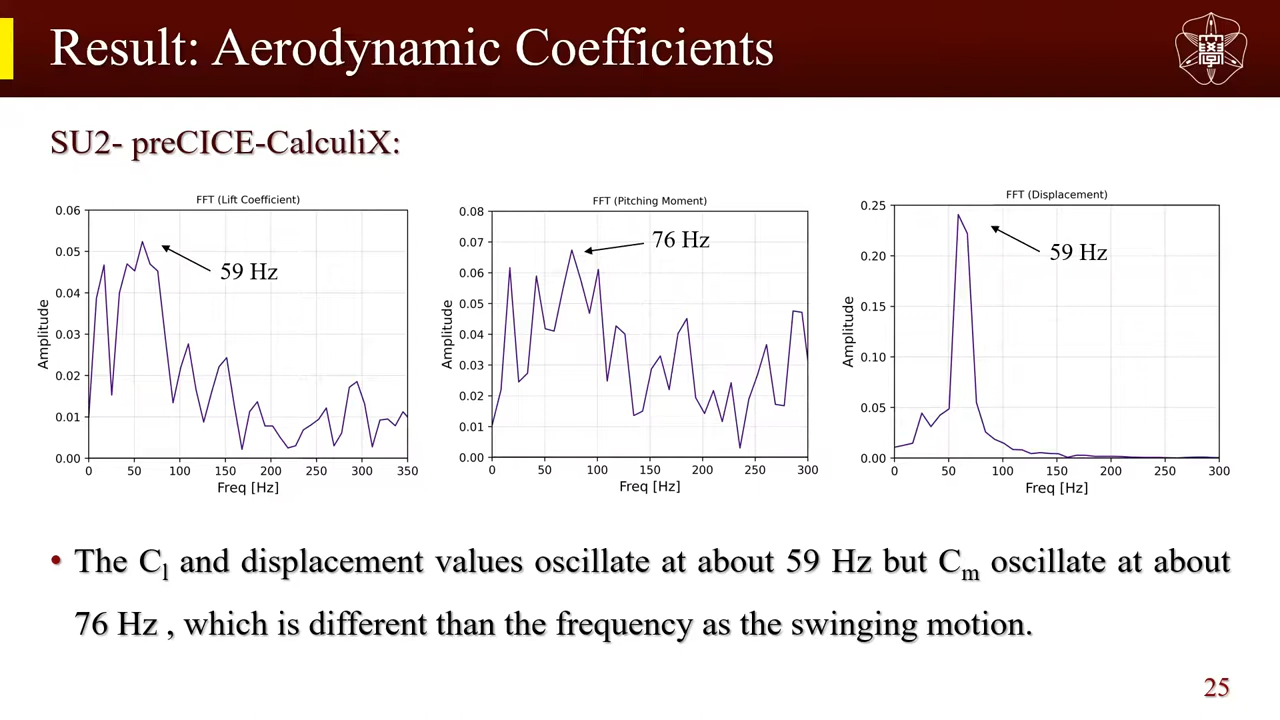 Result: Aerodynamic Coefficients
SU2- preCICE-CalculiX:
FFT (Lift Coefficient)
0.06
0.05
0.04
0.03
0.02
0.01
0.00
Amplitude
59 Hz
0 50 100 150 200 250 300 350
Freq [Hz]
FFT (Pitching Moment)
0.08
0.07
0.06
0.05
0.04
0.03
0.02
0.01
0.00
Amplitude
76 Hz
0 50 100 150 200 250 300
Freq [Hz]
FFT (Displacement)
0.25
0.20
0.15
0.10
0.05
0.00
Amplitude
59 Hz
0 50 100 150 200 250 300
Freq [Hz]
• The Cl and displacement values oscillate at about 59 Hz but Cm oscillate at about
76 Hz , which is different than the frequency as the swinging motion.
25